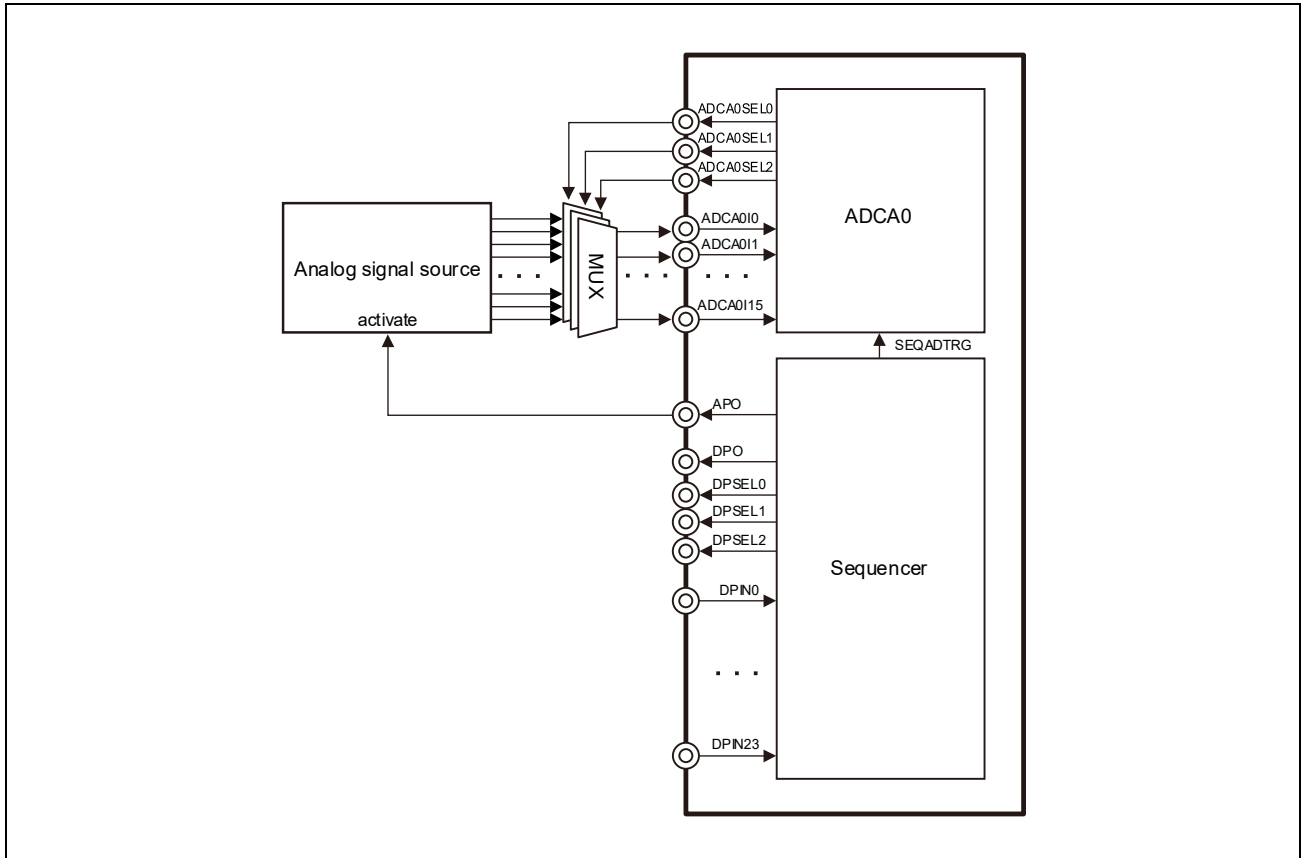 ADCA0SEL0
ADCA0SEL1
ADCA0SEL2
ADCA0I0
ADCA0
Analog signal source
MUX
ADCA0I1
. . .
. . .
. . .
activate
ADCA0I15
SEQADTRG
APO
DPO
DPSEL0
DPSEL1
DPSEL2
Sequencer
DPIN0
. . .
DPIN23